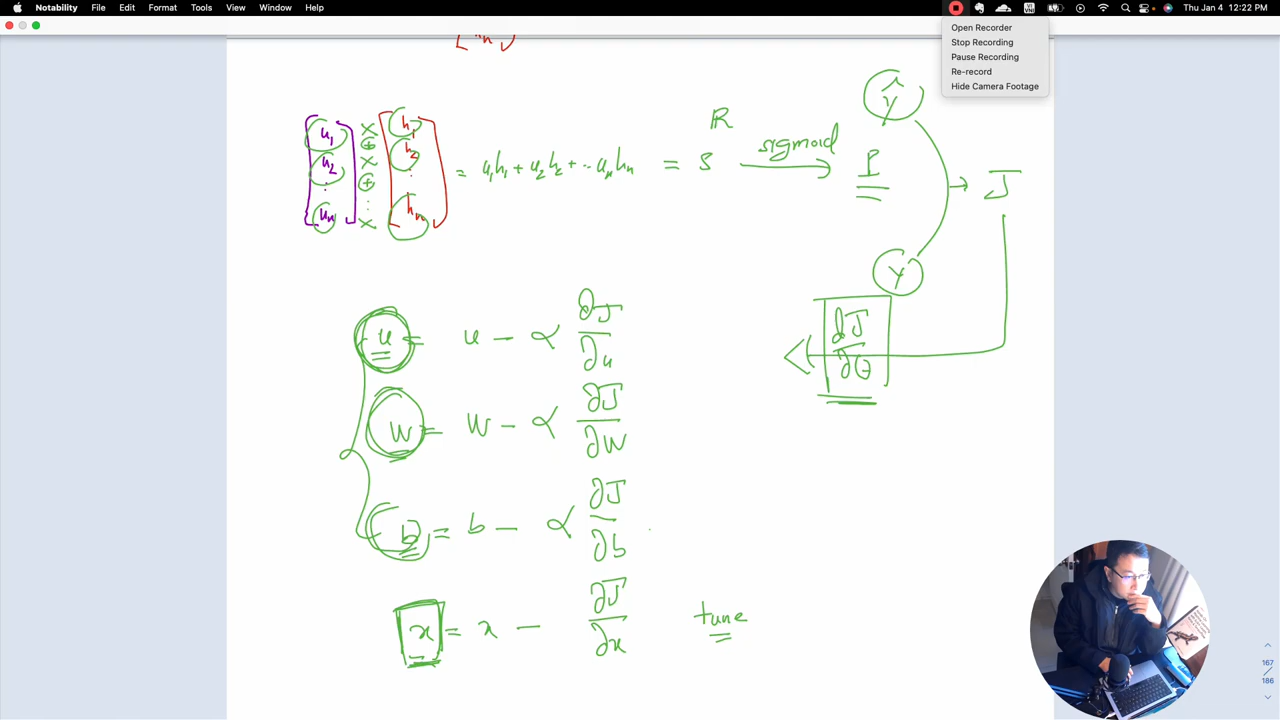 Notability File Edit Format Tools View Window Help
VNI
Thu Jan 4 12:22 PM
Open Recorder
Stop Recording
Pause Recording
Re-record
Hide Camera Footage
[u₁ u₂ ⋮ uₙ] × ⊕ × ⊕ ⋮ × [h₁ h₂ ⋮ hₙ] = u₁h₁ + u₂h₂ + ... uₙhₙ = s
ℝ
sigmoid
ŷ
P
J
y
u = u − α ∂J/∂u
∂J/∂θ
W = W − α ∂J/∂W
b = b − α ∂J/∂b
x = x − ∂J/∂x tune
167
/
186